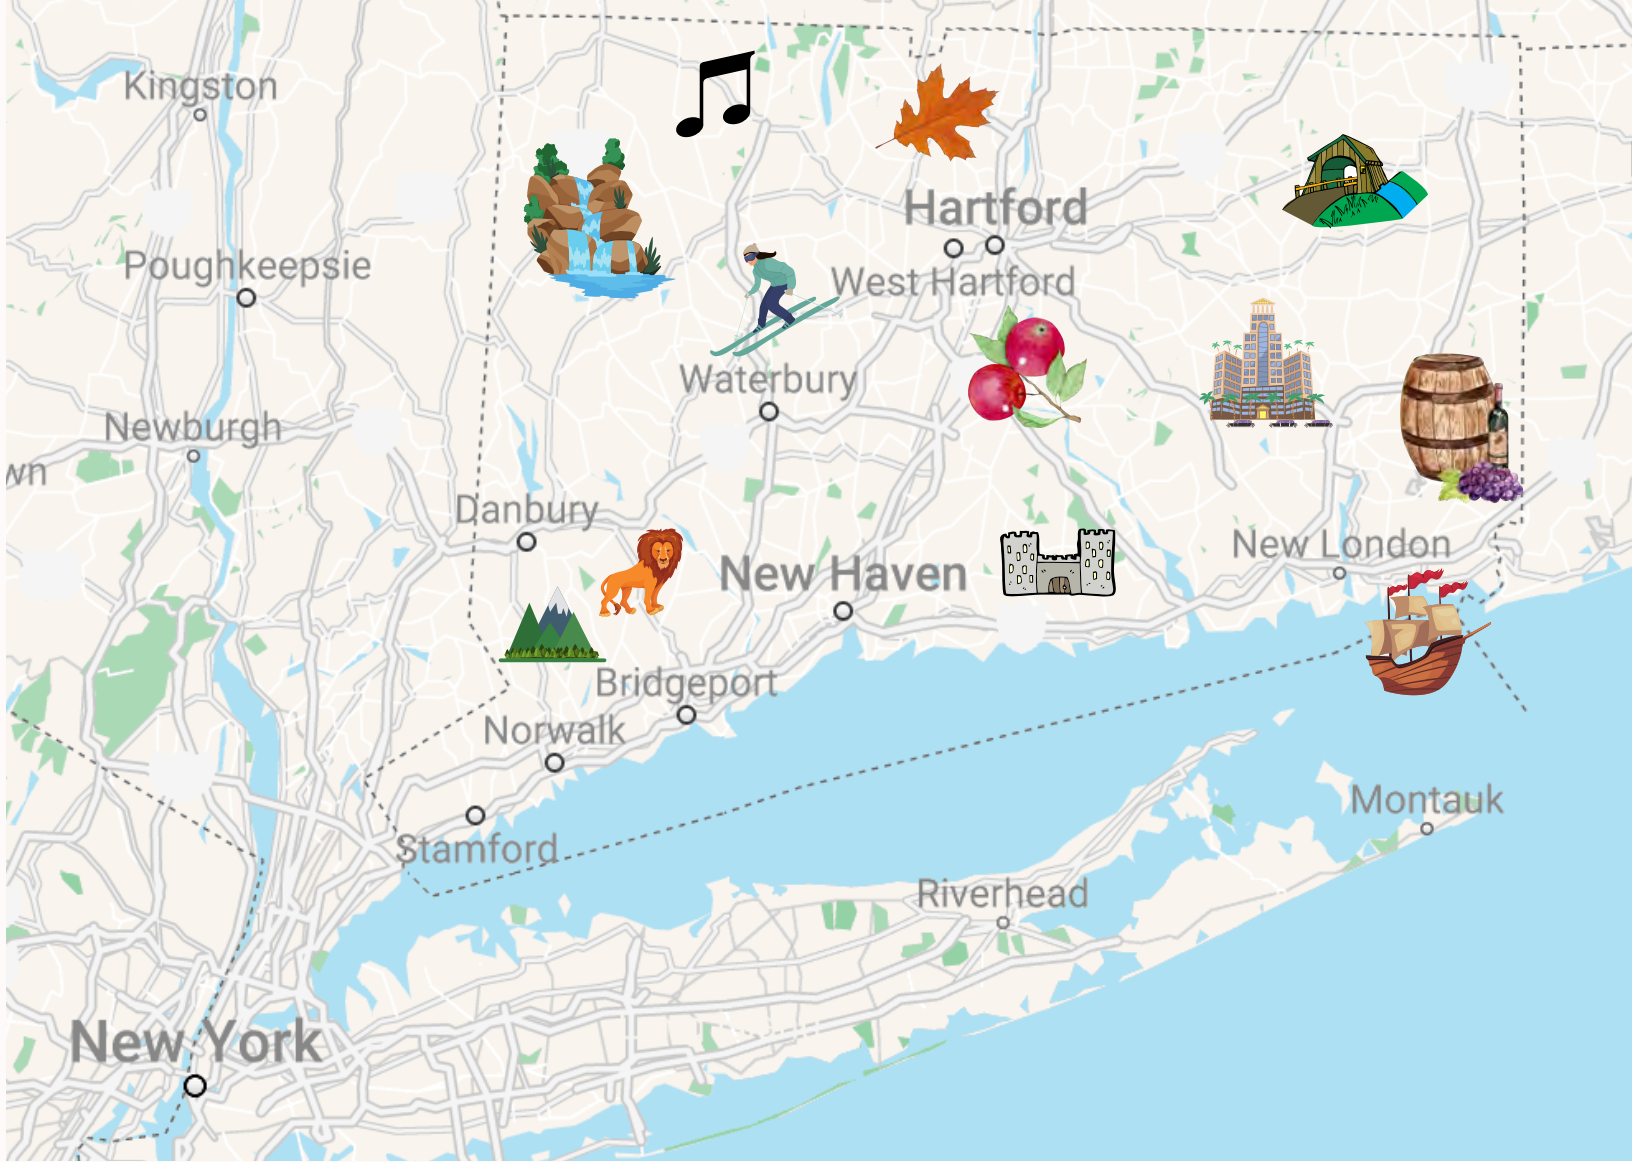 Kingston
Hartford
Poughkeepsie
West Hartford
Waterbury
Newburgh
wn
Danbury
New London
New Haven
Bridgeport
Norwalk
Montauk
Stamford
Riverhead
New York